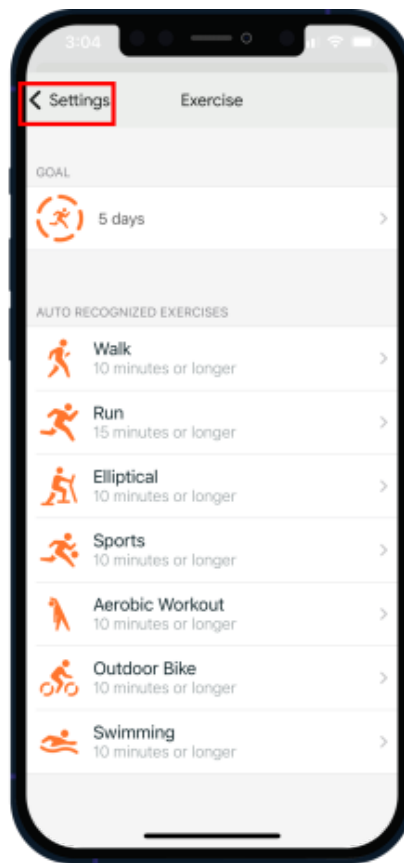 3:04
Settings
Exercise
GOAL
5 days
AUTO RECOGNIZED EXERCISES
Walk
10 minutes or longer
Run
15 minutes or longer
Elliptical
10 minutes or longer
Sports
10 minutes or longer
Aerobic Workout
10 minutes or longer
Outdoor Bike
10 minutes or longer
Swimming
10 minutes or longer